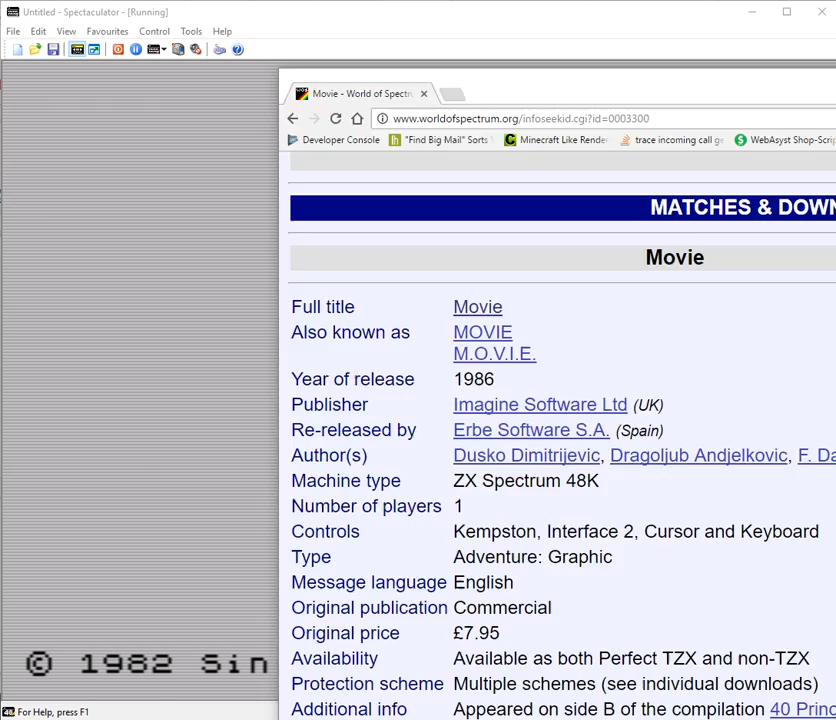 Untitled - Spectaculator - [Running]
File Edit View Favourites Control Tools Help
Movie - World of Spectru
www.worldofspectrum.org/infoseekid.cgi?id=0003300
Developer Console "Find Big Mail" Sorts Minecraft Like Render trace incoming call ge WebAsyst Shop-Scrip
MATCHES & DOWN
Movie
Full title Movie
Also known as MOVIE
M.O.V.I.E.
Year of release 1986
Publisher Imagine Software Ltd (UK)
Re-released by Erbe Software S.A. (Spain)
Author(s) Dusko Dimitrijevic, Dragoljub Andjelkovic, F. Da
Machine type ZX Spectrum 48K
Number of players 1
Controls Kempston, Interface 2, Cursor and Keyboard
Type Adventure: Graphic
Message language English
Original publication Commercial
Original price £7.95
Availability Available as both Perfect TZX and non-TZX
Protection scheme Multiple schemes (see individual downloads)
Additional info Appeared on side B of the compilation 40 Princ
© 1982 Sin
For Help, press F1